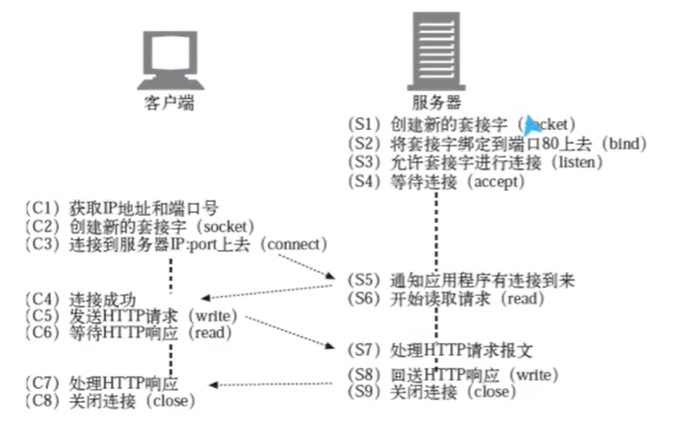 客户端
服务器
(S1) 创建新的套接字 (socket)
(S2) 将套接字绑定到端口80上去 (bind)
(S3) 允许套接字进行连接 (listen)
(S4) 等待连接 (accept)
(C1) 获取IP地址和端口号
(C2) 创建新的套接字 (socket)
(C3) 连接到服务器IP:port上去 (connect)
(S5) 通知应用程序有连接到来
(S6) 开始读取请求 (read)
(C4) 连接成功
(C5) 发送HTTP请求 (write)
(C6) 等待HTTP响应 (read)
(S7) 处理HTTP请求报文
(S8) 回送HTTP响应 (write)
(S9) 关闭连接 (close)
(C7) 处理HTTP响应
(C8) 关闭连接 (close)